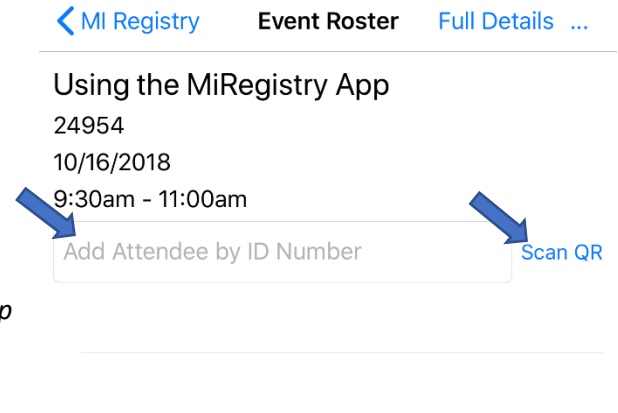 MI Registry Event Roster Full Details ...
Using the MiRegistry App
24954
10/16/2018
9:30am - 11:00am
Add Attendee by ID Number Scan QR
p